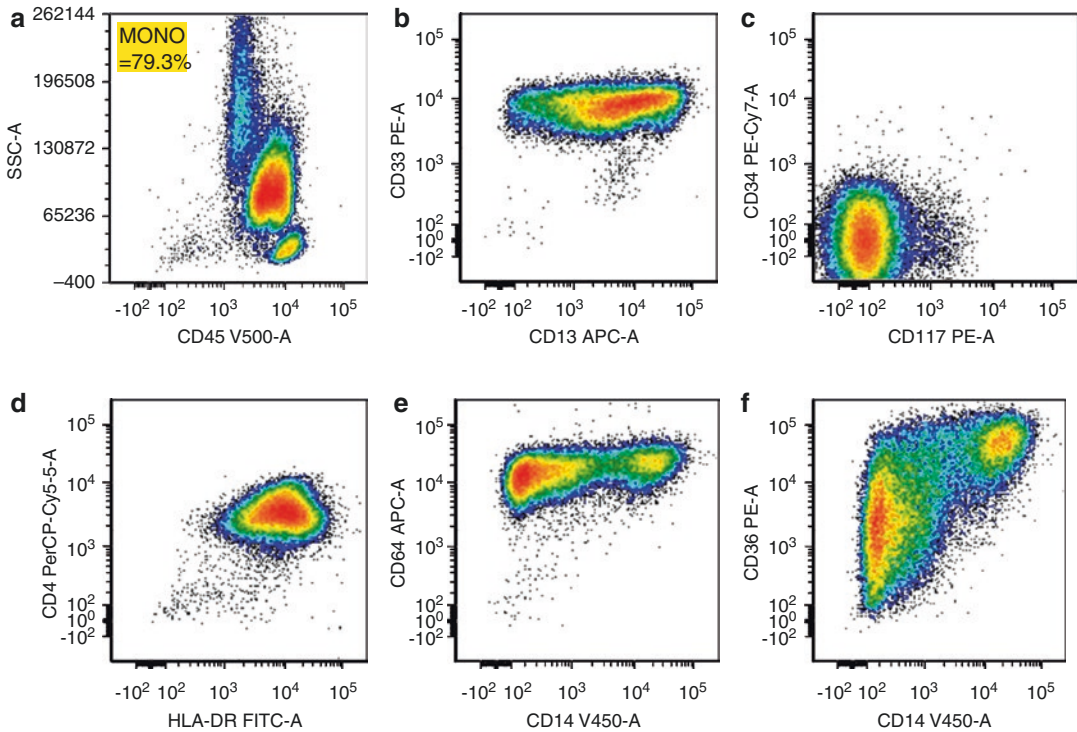 a
262144
196508
130872
65236
–400
SSC-A
MONO
=79.3%
-10² 10² 10³ 10⁴ 10⁵
CD45 V500-A
b
10⁵
10⁴
10³
10²
10⁰
-10²
CD33 PE-A
-10² 10² 10³ 10⁴ 10⁵
CD13 APC-A
c
10⁵
10⁴
10³
10²
10⁰
-10²
CD34 PE-Cy7-A
-10² 10² 10³ 10⁴ 10⁵
CD117 PE-A
d
10⁵
10⁴
10³
10²
10⁰
-10²
CD4 PerCP-Cy5-5-A
-10² 10² 10³ 10⁴ 10⁵
HLA-DR FITC-A
e
10⁵
10⁴
10³
10²
10⁰
-10²
CD64 APC-A
-10² 10² 10³ 10⁴ 10⁵
CD14 V450-A
f
10⁵
10⁴
10³
10²
10⁰
-10²
CD36 PE-A
-10² 10² 10³ 10⁴ 10⁵
CD14 V450-A